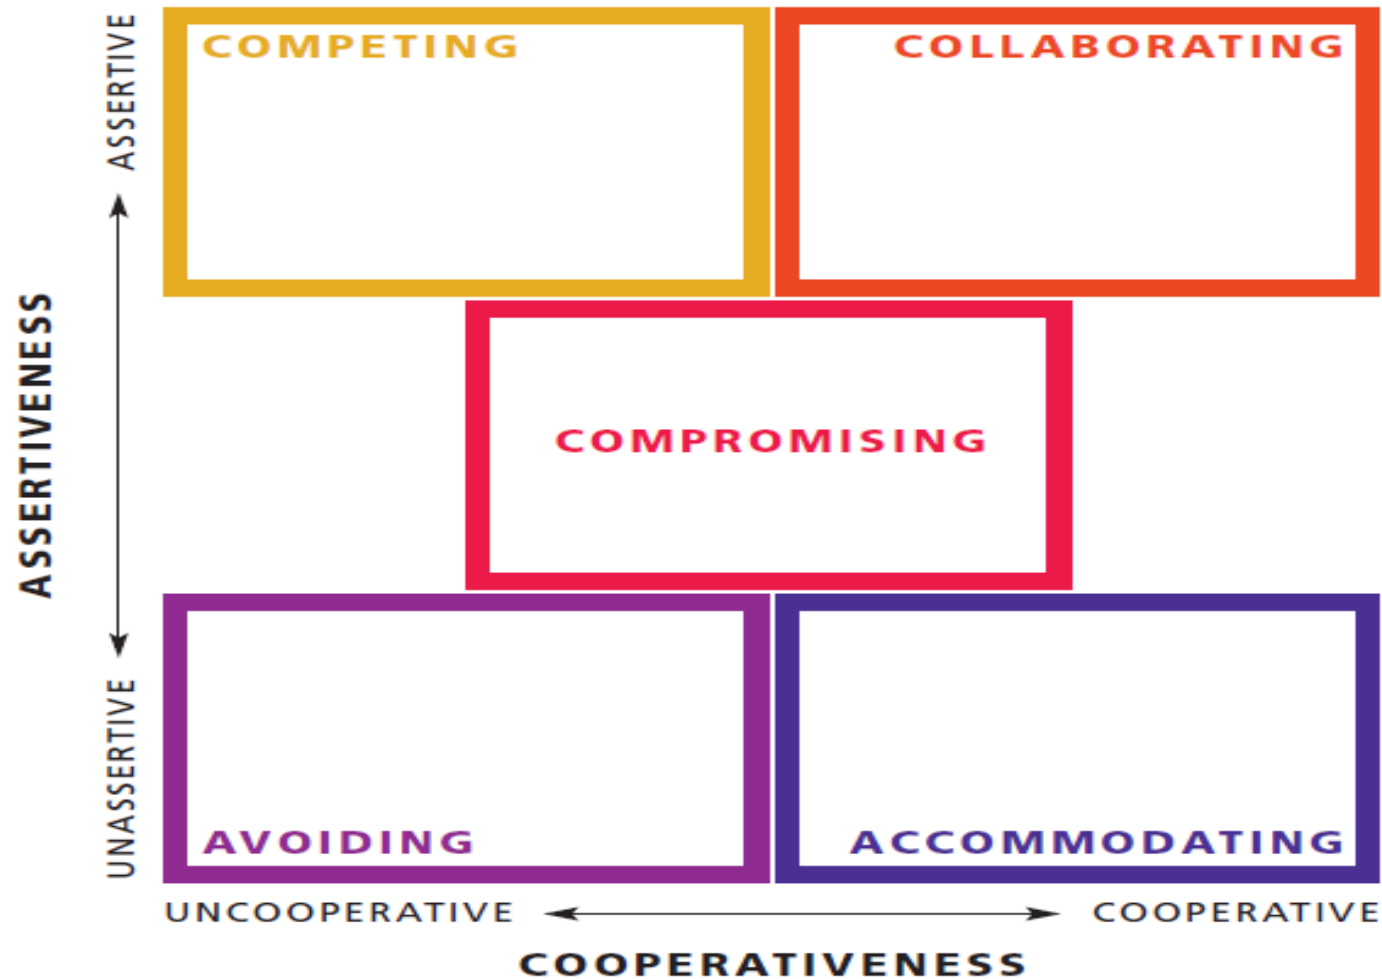 ASSERTIVENESS
ASSERTIVE
UNASSERTIVE
COMPETING
COLLABORATING
COMPROMISING
AVOIDING
ACCOMMODATING
UNCOOPERATIVE
COOPERATIVE
COOPERATIVENESS